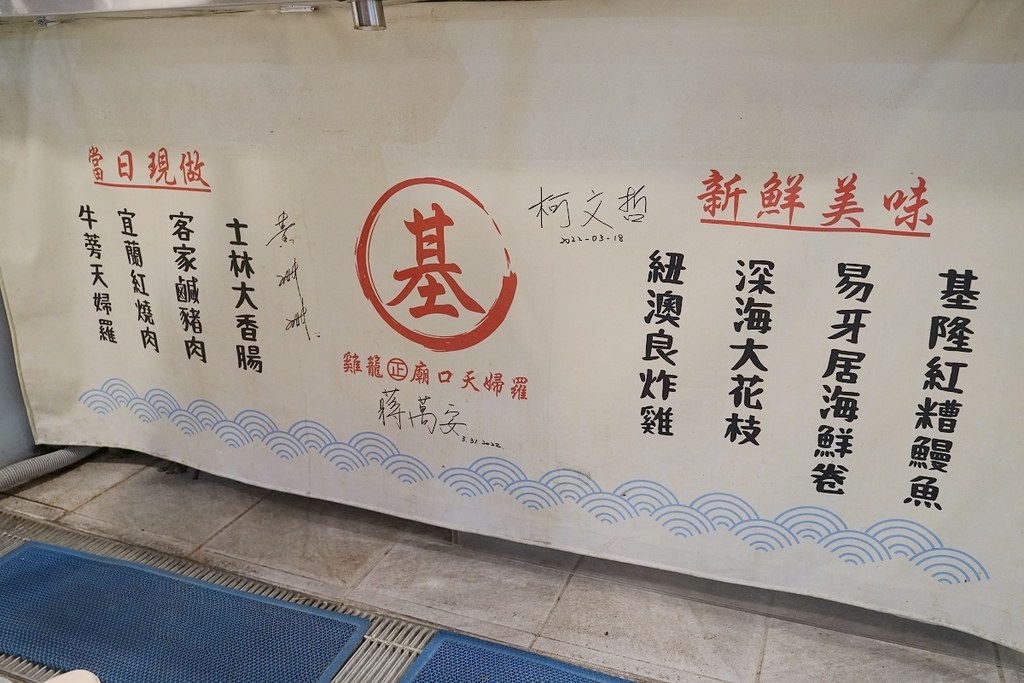 新鮮美味
基隆紅糟鰻魚
易牙居海鮮卷
深海大花枝
紐澳良炸雞
柯文哲
2022-03-18
基
雞籠㊣廟口天婦羅
蔣萬安
3.31.2022
當日現做
士林大香腸
客家鹹豬肉
宜蘭紅燒肉
牛蒡天婦羅